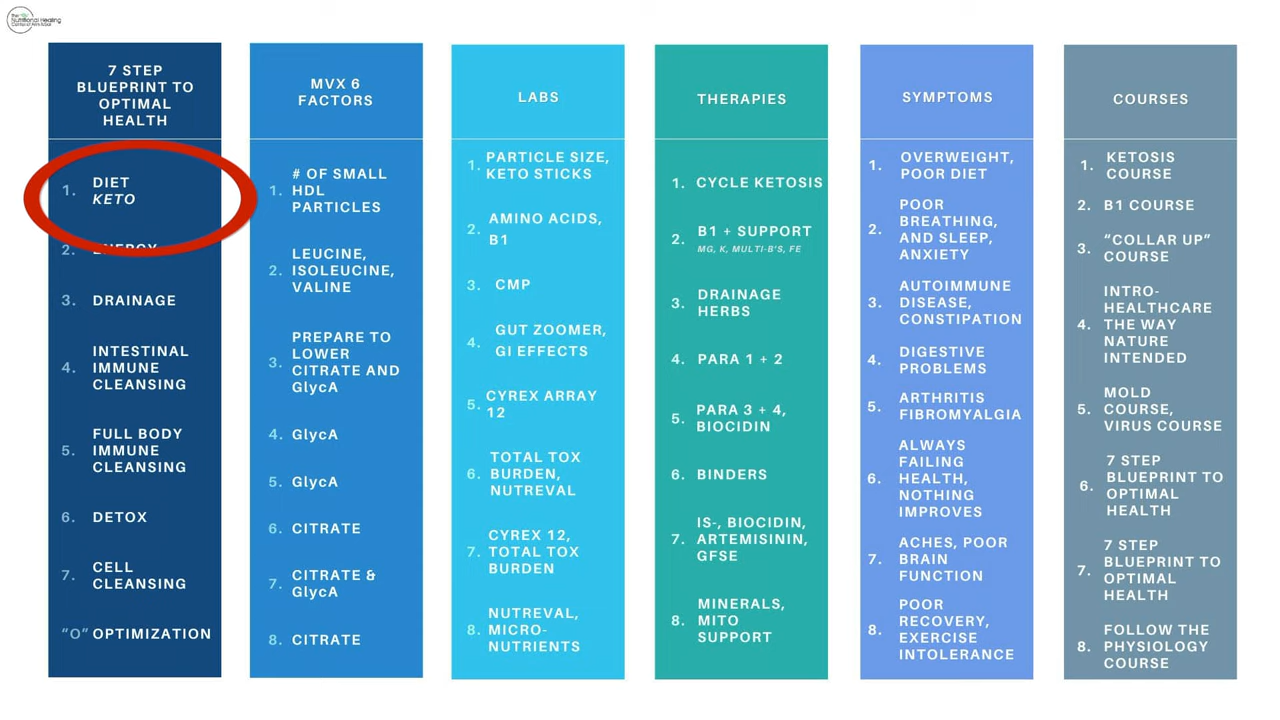 The
Nutritional Healing
Center of Ann Arbor
7 STEP
BLUEPRINT TO
OPTIMAL
HEALTH
1. DIET
KETO
2. ENERGY
3. DRAINAGE
4. INTESTINAL
IMMUNE
CLEANSING
5. FULL BODY
IMMUNE
CLEANSING
6. DETOX
7. CELL
CLEANSING
"O" OPTIMIZATION
MVX 6
FACTORS
1. # OF SMALL
HDL
PARTICLES
2. LEUCINE,
ISOLEUCINE,
VALINE
3. PREPARE TO
LOWER
CITRATE AND
GlycA
4. GlycA
5. GlycA
6. CITRATE
7. CITRATE &
GlycA
8. CITRATE
LABS
1. PARTICLE SIZE,
KETO STICKS
2. AMINO ACIDS,
B1
3. CMP
4. GUT ZOOMER,
GI EFFECTS
5. CYREX ARRAY
12
6. TOTAL TOX
BURDEN,
NUTREVAL
7. CYREX 12,
TOTAL TOX
BURDEN
8. NUTREVAL,
MICRO-
NUTRIENTS
THERAPIES
1. CYCLE KETOSIS
2. B1 + SUPPORT
MG, K, MULTI-B'S, FE
3. DRAINAGE
HERBS
4. PARA 1 + 2
5. PARA 3 + 4,
BIOCIDIN
6. BINDERS
7. IS-, BIOCIDIN,
ARTEMISININ,
GFSE
8. MINERALS,
MITO
SUPPORT
SYMPTOMS
1. OVERWEIGHT,
POOR DIET
2. POOR
BREATHING,
AND SLEEP,
ANXIETY
3. AUTOIMMUNE
DISEASE,
CONSTIPATION
4. DIGESTIVE
PROBLEMS
5. ARTHRITIS
FIBROMYALGIA
6. ALWAYS
FAILING
HEALTH,
NOTHING
IMPROVES
7. ACHES, POOR
BRAIN
FUNCTION
8. POOR
RECOVERY,
EXERCISE
INTOLERANCE
COURSES
1. KETOSIS
COURSE
2. B1 COURSE
3. "COLLAR UP"
COURSE
4. INTRO-
HEALTHCARE
THE WAY
NATURE
INTENDED
5. MOLD
COURSE,
VIRUS COURSE
6. 7 STEP
BLUEPRINT TO
OPTIMAL
HEALTH
7. 7 STEP
BLUEPRINT TO
OPTIMAL
HEALTH
8. FOLLOW THE
PHYSIOLOGY
COURSE